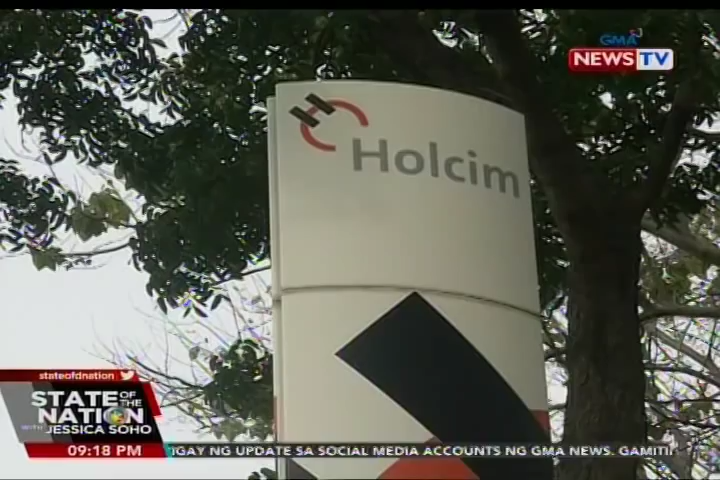 GMA
NEWS TV
Holcim
stateofdnation
STATE OF THE
NATION
WITH JESSICA SOHO
09:18 PM
IGAY NG UPDATE SA SOCIAL MEDIA ACCOUNTS NG GMA NEWS. GAMITI